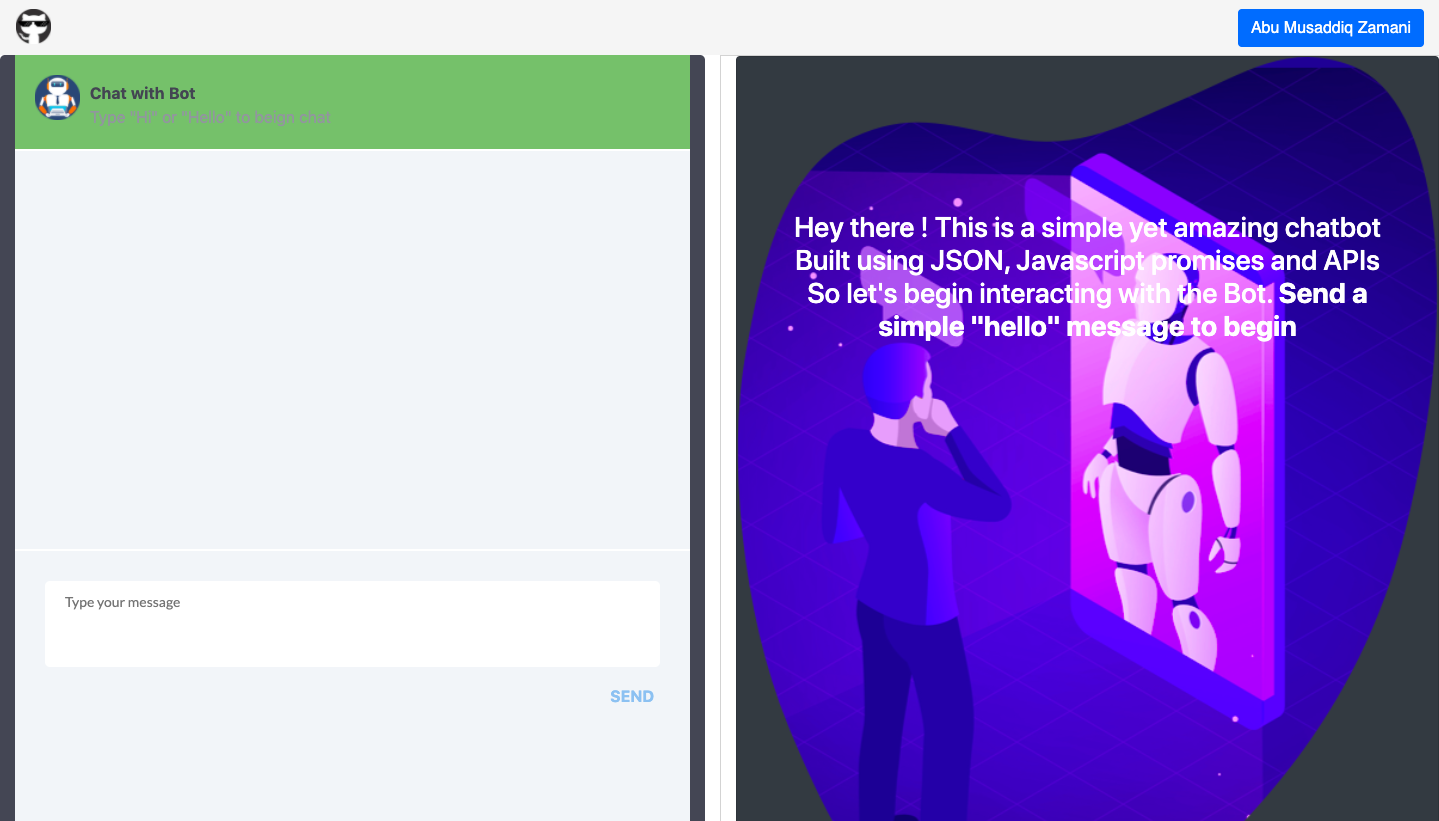 Abu Musaddiq Zamani
Chat with Bot
Type "Hi" or "Hello" to beign chat
Type your message
SEND
Hey there ! This is a simple yet amazing chatbot
Built using JSON, Javascript promises and APIs
So let's begin interacting with the Bot. Send a
simple "hello" message to begin